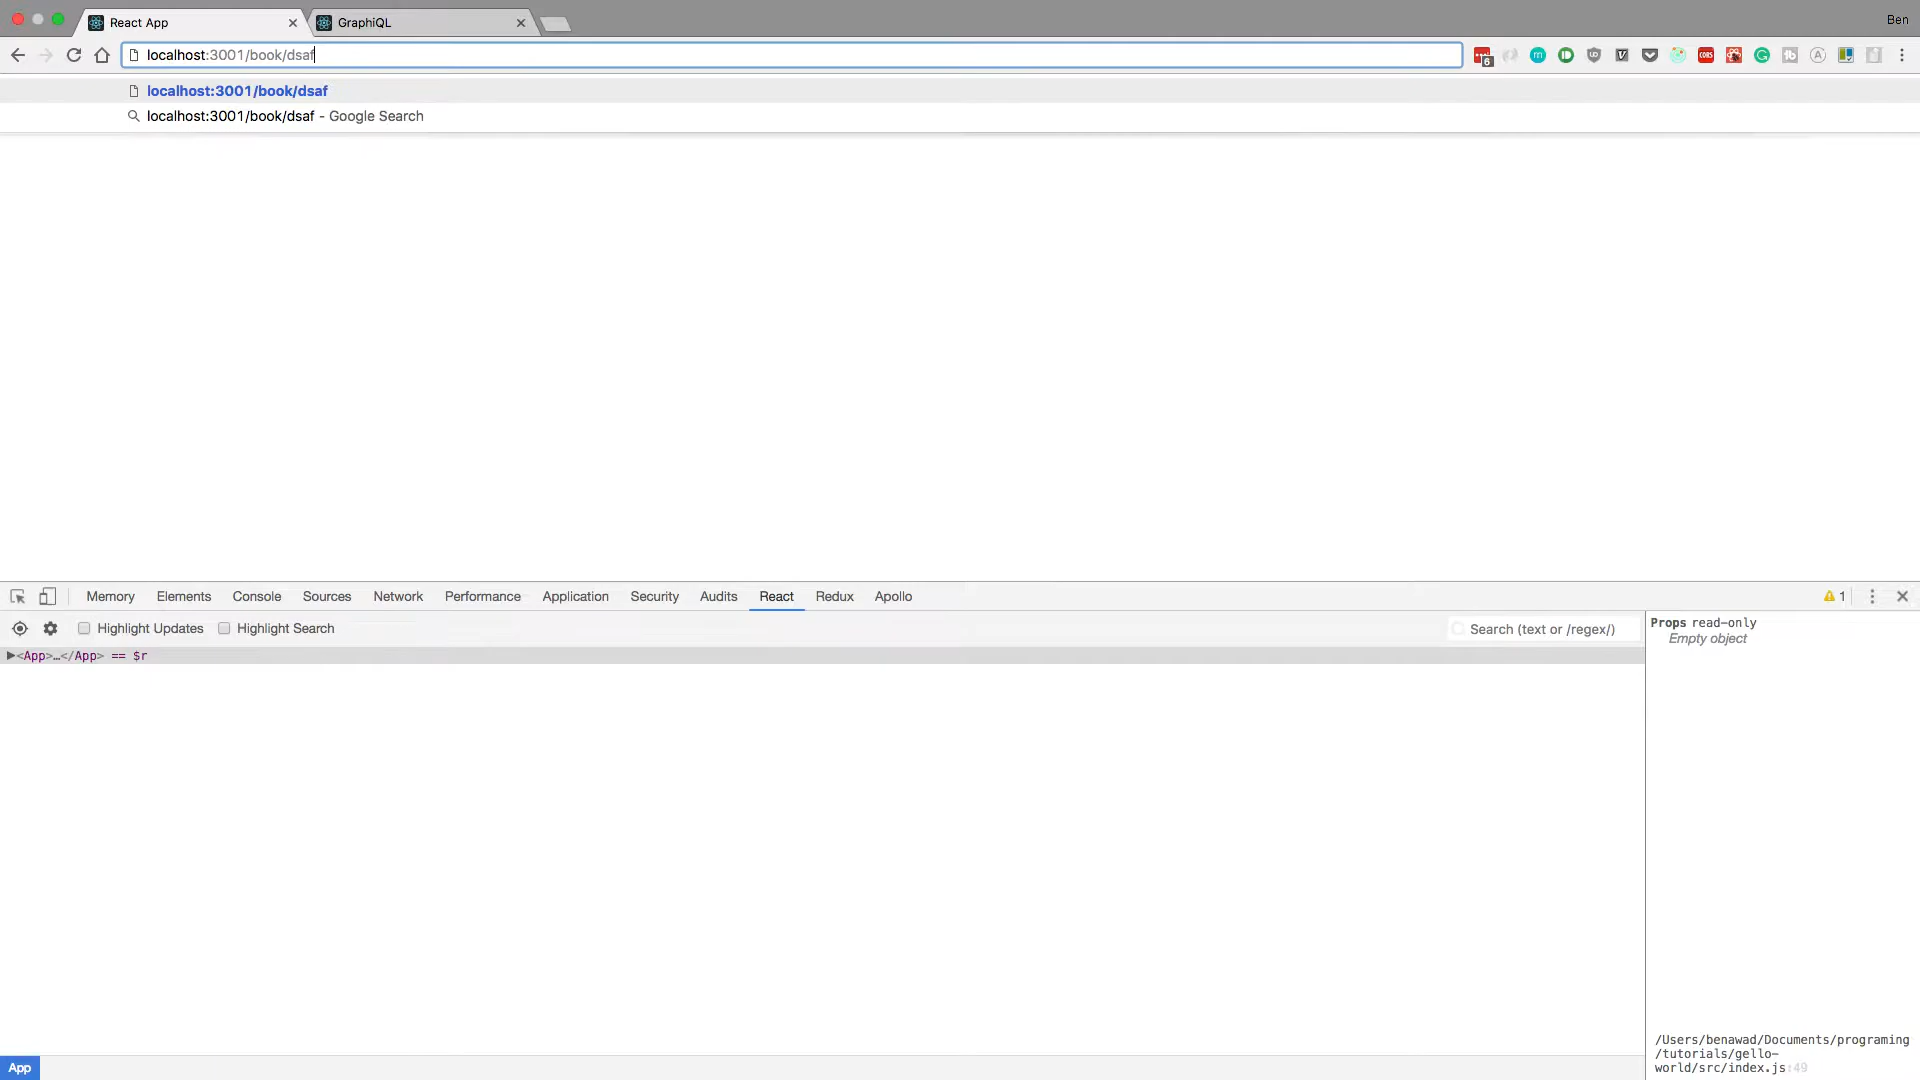 React App
GraphiQL
Ben
localhost:3001/book/dsaf
6
m
CORS
localhost:3001/book/dsaf
localhost:3001/book/dsaf - Google Search
Memory Elements Console Sources Network Performance Application Security Audits React Redux Apollo
1
Highlight Updates
Highlight Search
Search (text or /regex/)
Props read-only
Empty object
▶<App>…</App> == $r
/Users/benawad/Documents/programing
/tutorials/gello-
world/src/index.js:49
App